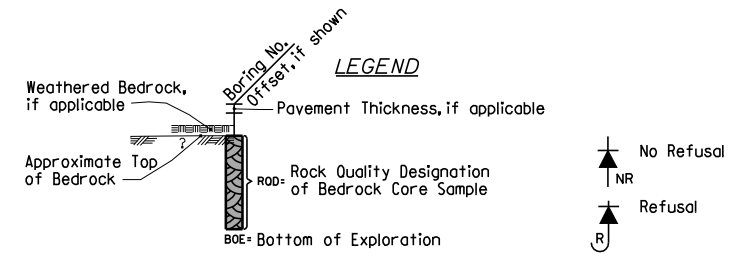 Boring No.
Offset, if shown
LEGEND
Weathered Bedrock,
if applicable
Pavement Thickness, if applicable
?
Approximate Top
of Bedrock
RQD= Rock Quality Designation
of Bedrock Core Sample
BOE= Bottom of Exploration
No Refusal
NR
Refusal
R